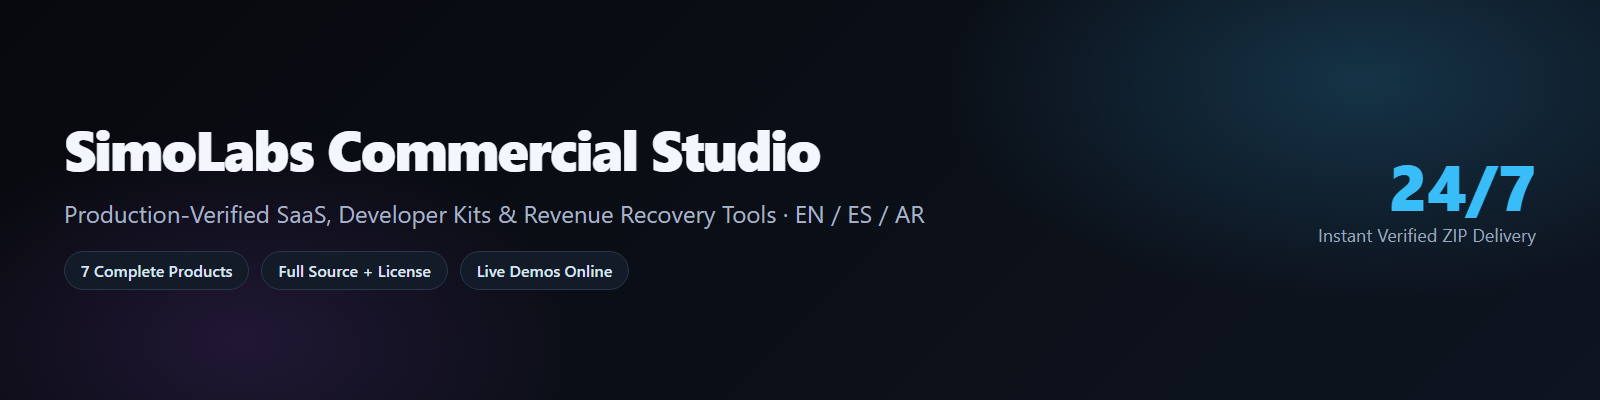 SimoLabs Commercial Studio
Production-Verified SaaS, Developer Kits & Revenue Recovery Tools · EN / ES / AR
7 Complete Products
Full Source + License
Live Demos Online
24/7
Instant Verified ZIP Delivery